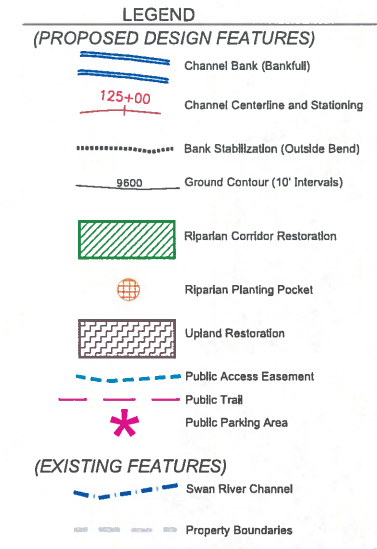 LEGEND
(PROPOSED DESIGN FEATURES)
Channel Bank (Bankfull)
125+00
Channel Centerline and Stationing
Bank Stabilization (Outside Bend)
9600
Ground Contour (10' Intervals)
Riparian Corridor Restoration
Riparian Planting Pocket
Upland Restoration
Public Access Easement
Public Trail
Public Parking Area
(EXISTING FEATURES)
Swan River Channel
Property Boundaries